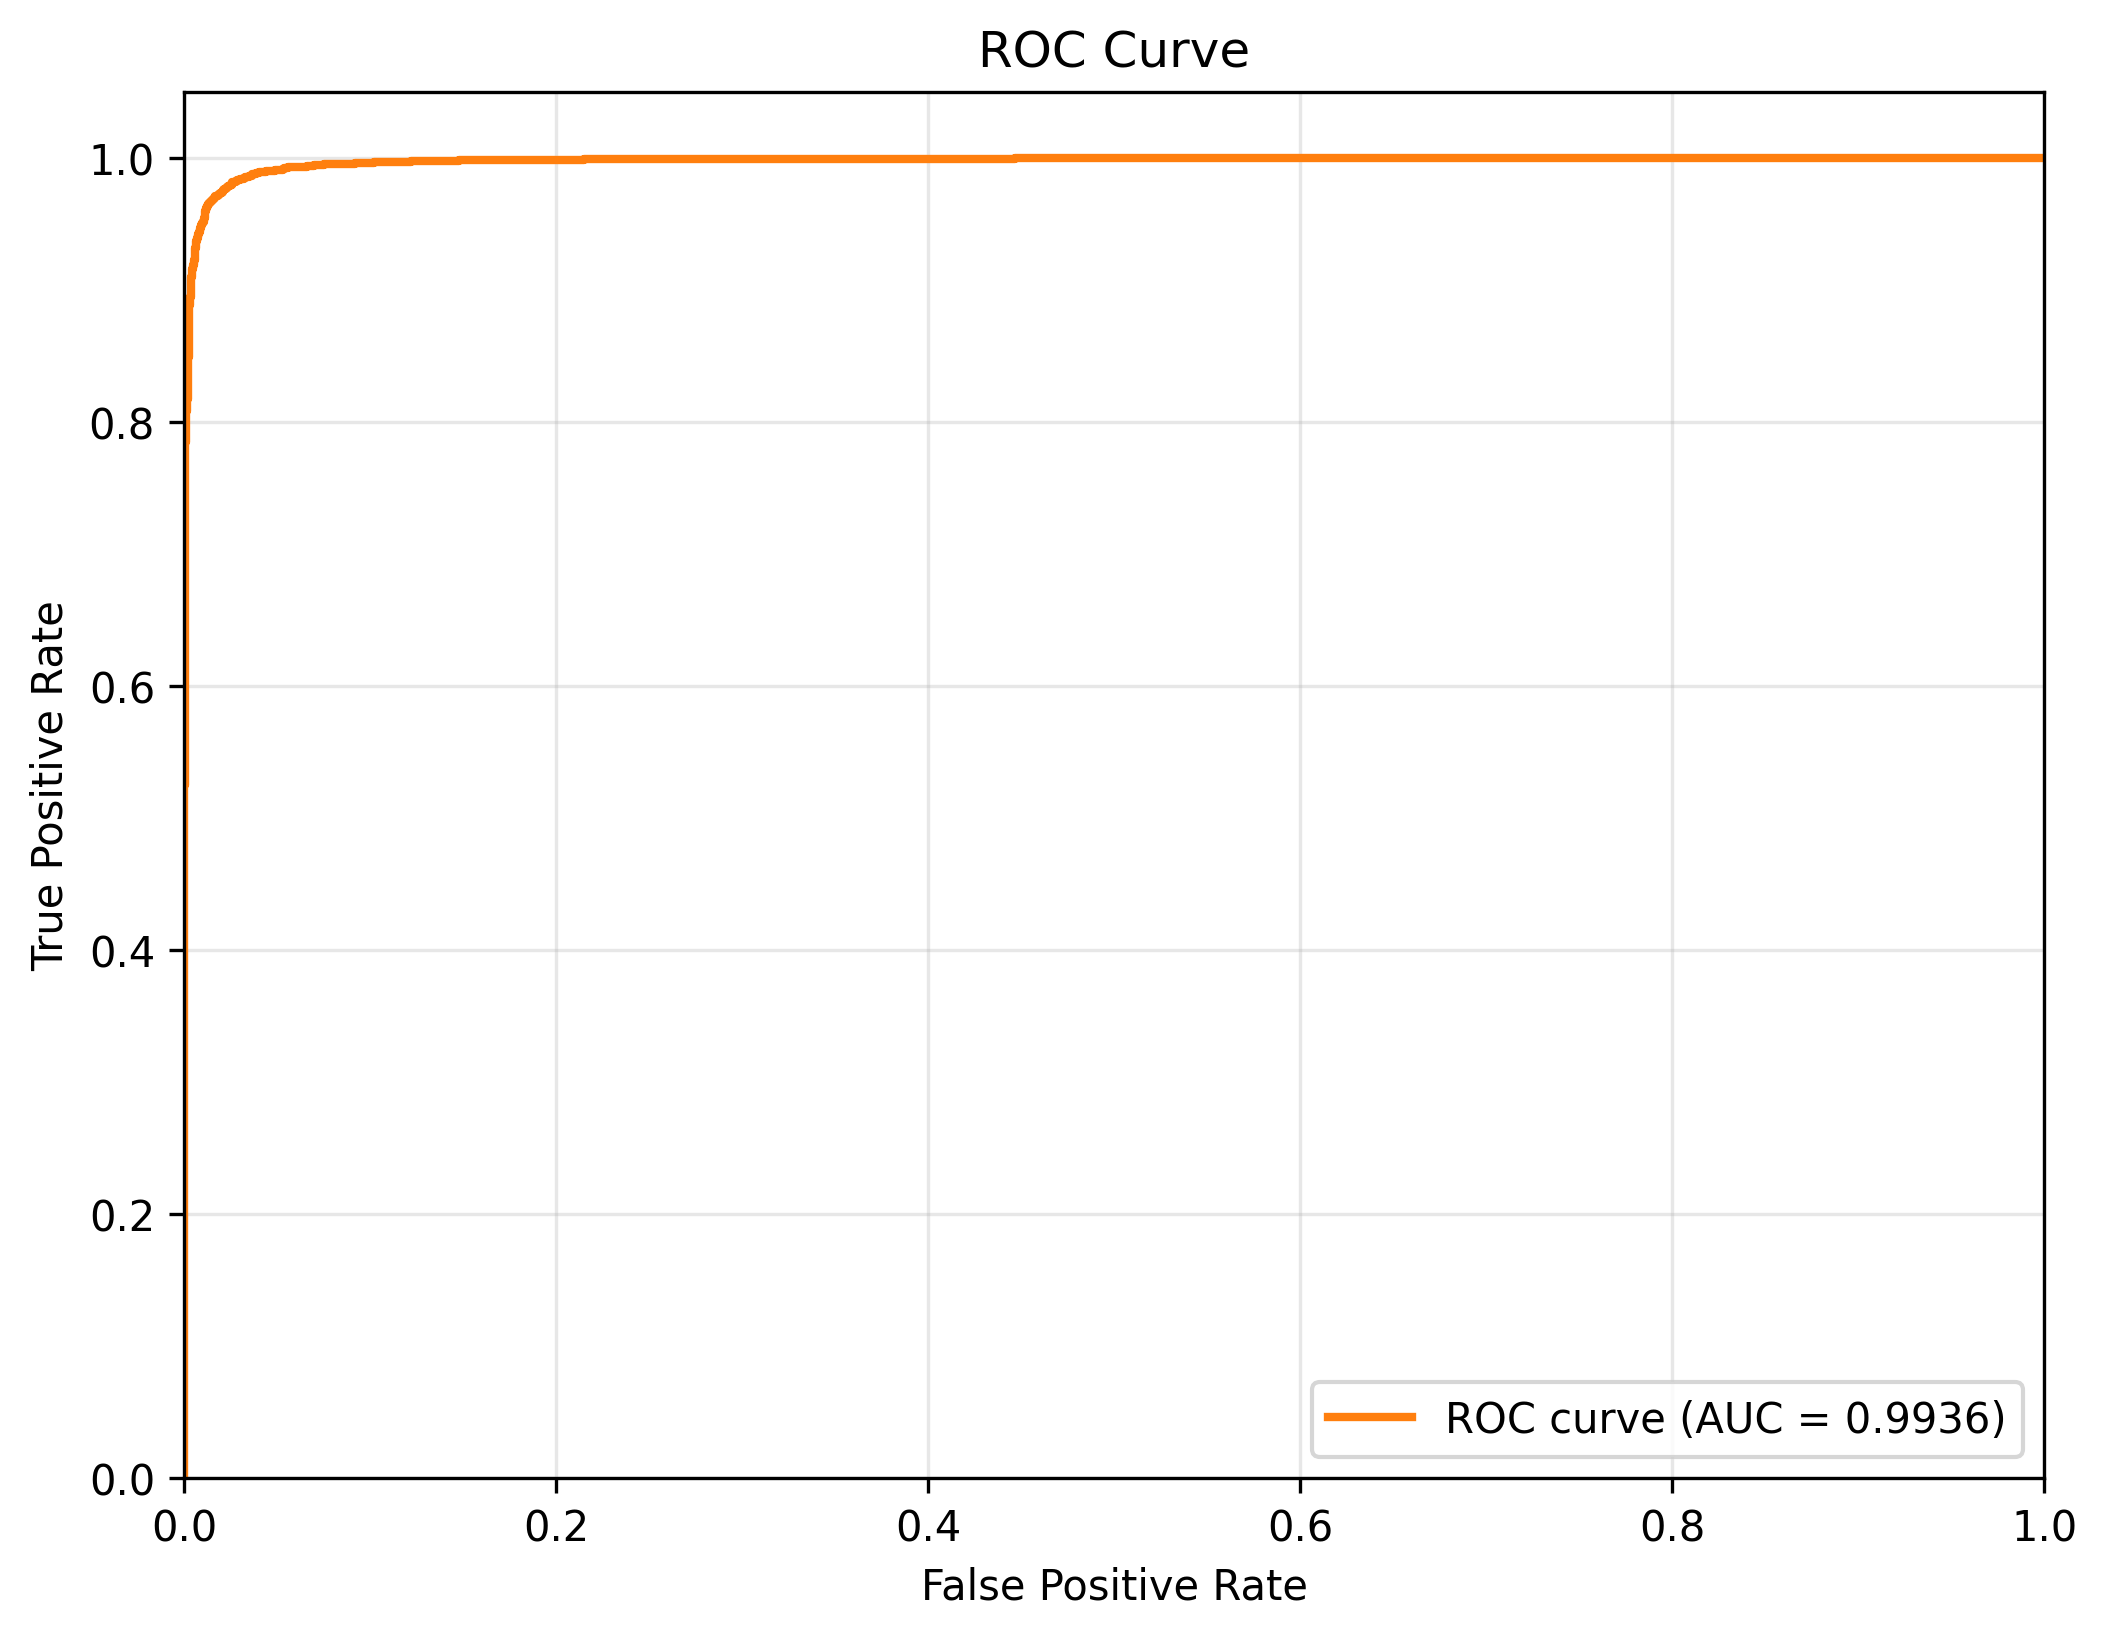 ROC Curve
True Positive Rate
1.0
0.8
0.6
0.4
0.2
0.0
0.0 0.2 0.4 0.6 0.8 1.0
False Positive Rate
ROC curve (AUC = 0.9936)